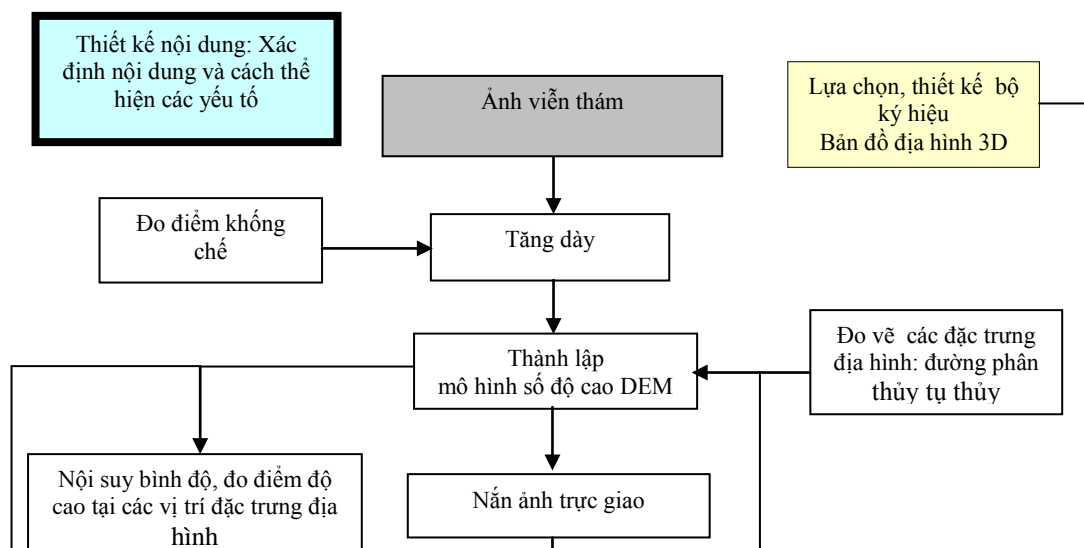 Thiết kế nội dung: Xác
định nội dung và cách thể
hiện các yếu tố
Ảnh viễn thám
Lựa chọn, thiết kế bộ
ký hiệu
Bản đồ địa hình 3D
Đo điểm khống
chế
Tăng dày
Thành lập
mô hình số độ cao DEM
Đo vẽ các đặc trưng
địa hình: đường phân
thủy tụ thủy
Nội suy bình độ, đo điểm độ
cao tại các vị trí đặc trưng địa
hình
Nắn ảnh trực giao